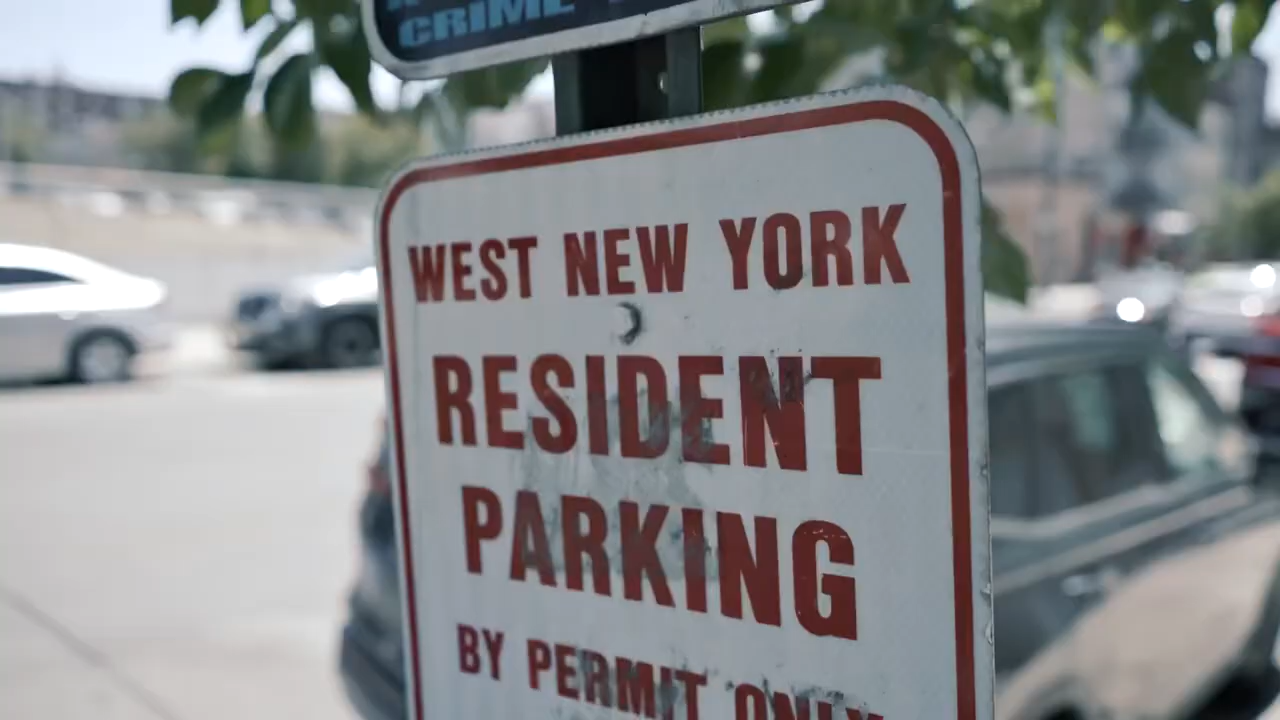 CRIME
WEST NEW YORK
RESIDENT
PARKING
BY PERMIT ONLY